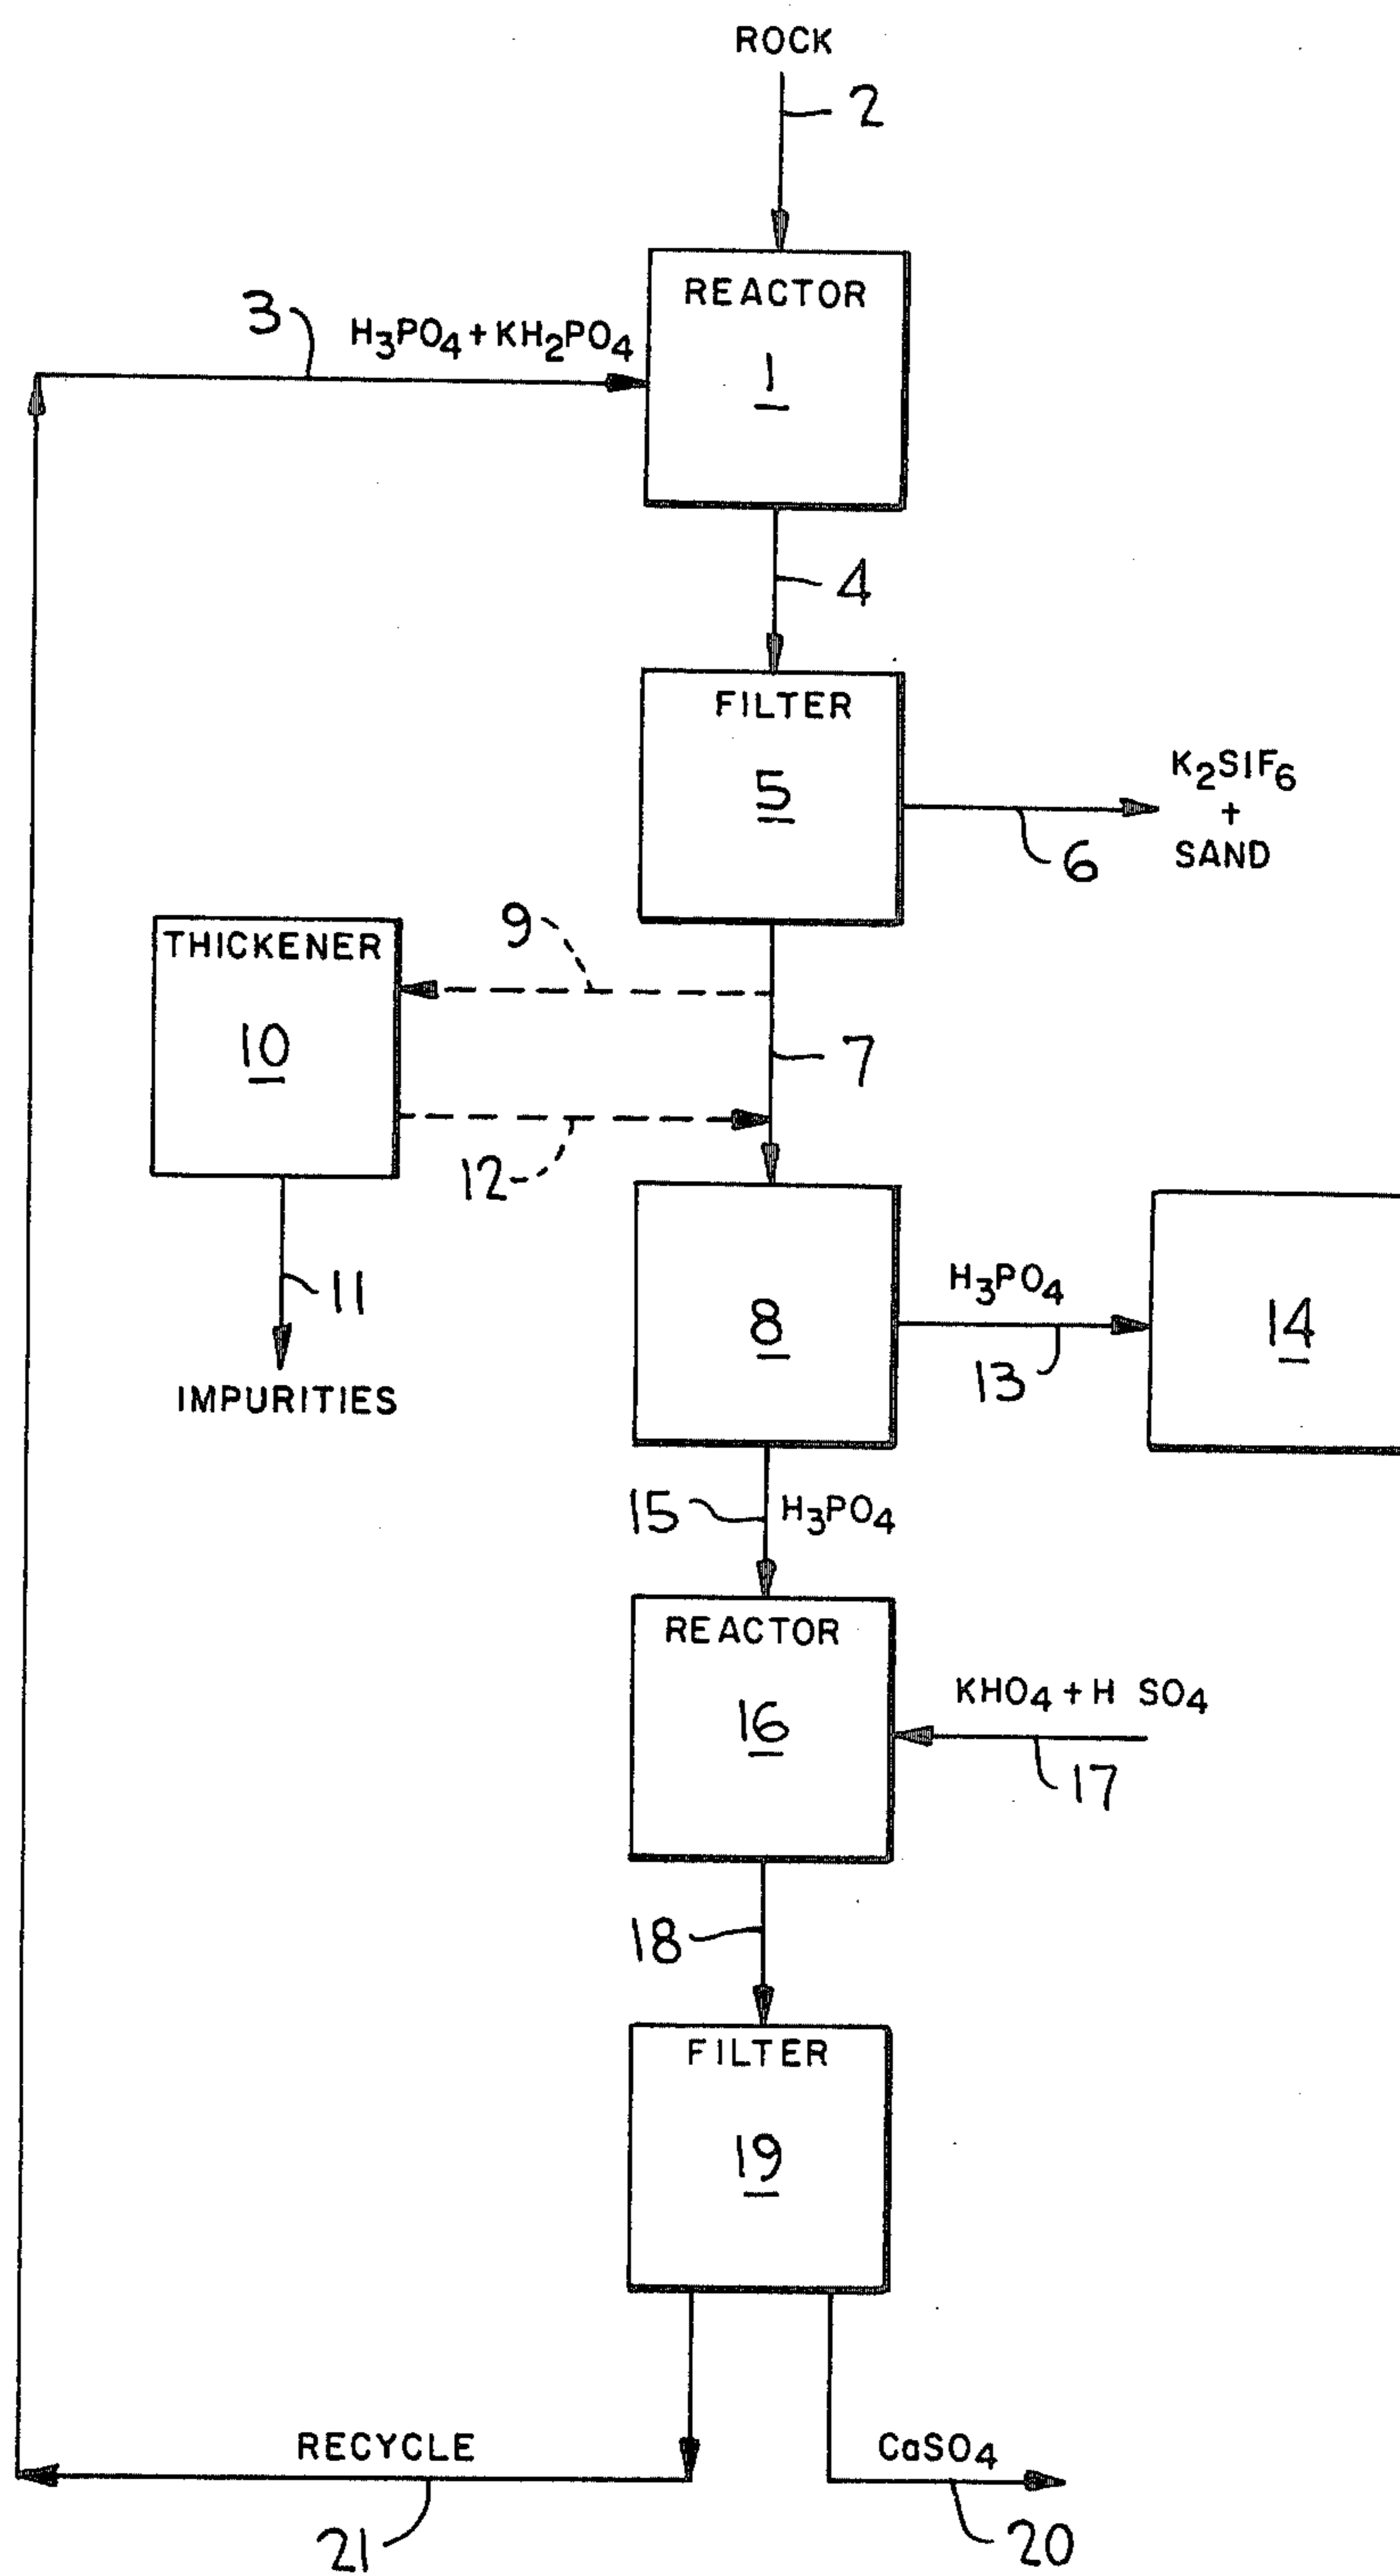 ROCK
2
REACTOR
1
3
H₃PO₄ + KH₂PO₄
4
FILTER
5
K₂SIF₆
+
SAND
6
THICKENER
10
9
7
12
11
IMPURITIES
8
H₃PO₄
13
14
15
H₃PO₄
REACTOR
16
KHO₄ + H SO₄
17
18
FILTER
19
RECYCLE
21
CaSO₄
20